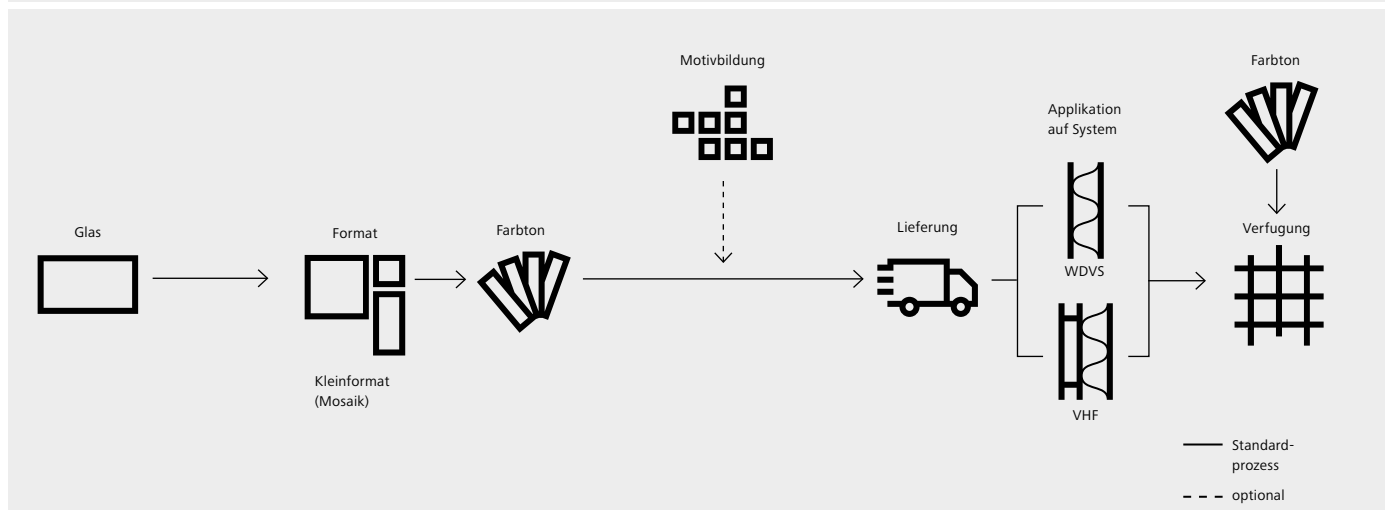 Glas
Format
Kleinformat
(Mosaik)
Farbton
Motivbildung
Lieferung
Applikation
auf System
WDVS
VHF
Farbton
Verfugung
Standard-
prozess
optional